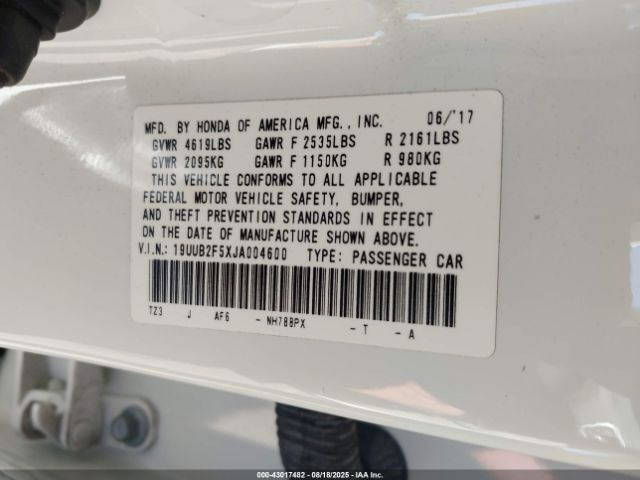 MFD. BY HONDA OF AMERICA MFG., INC. 06/'17
GVWR 4619LBS GAWR F 2535LBS R 2161LBS
GVWR 2095KG GAWR F 1150KG R 980KG
THIS VEHICLE CONFORMS TO ALL APPLICABLE
FEDERAL MOTOR VEHICLE SAFETY, BUMPER,
AND THEFT PREVENTION STANDARDS IN EFFECT
ON THE DATE OF MANUFACTURE SHOWN ABOVE.
V.I.N.: 19UUB2F5XJA004600 TYPE: PASSENGER CAR
TZ3 J AF6 - NH788PX - T - A
000-43017482 08/18/2025 IAAI.COM